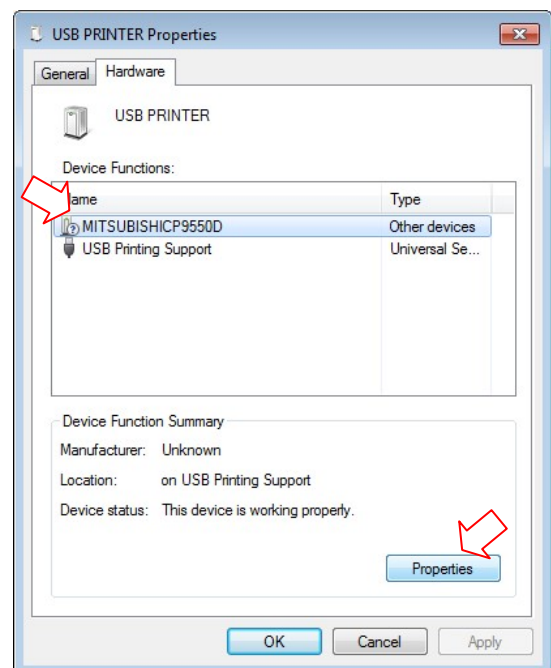 USB PRINTER Properties
General Hardware
USB PRINTER
Device Functions:
ame Type
MITSUBISHICP9550D Other devices
USB Printing Support Universal Se...
Device Function Summary
Manufacturer: Unknown
Location: on USB Printing Support
Device status: This device is working properly.
Properties
OK Cancel Apply